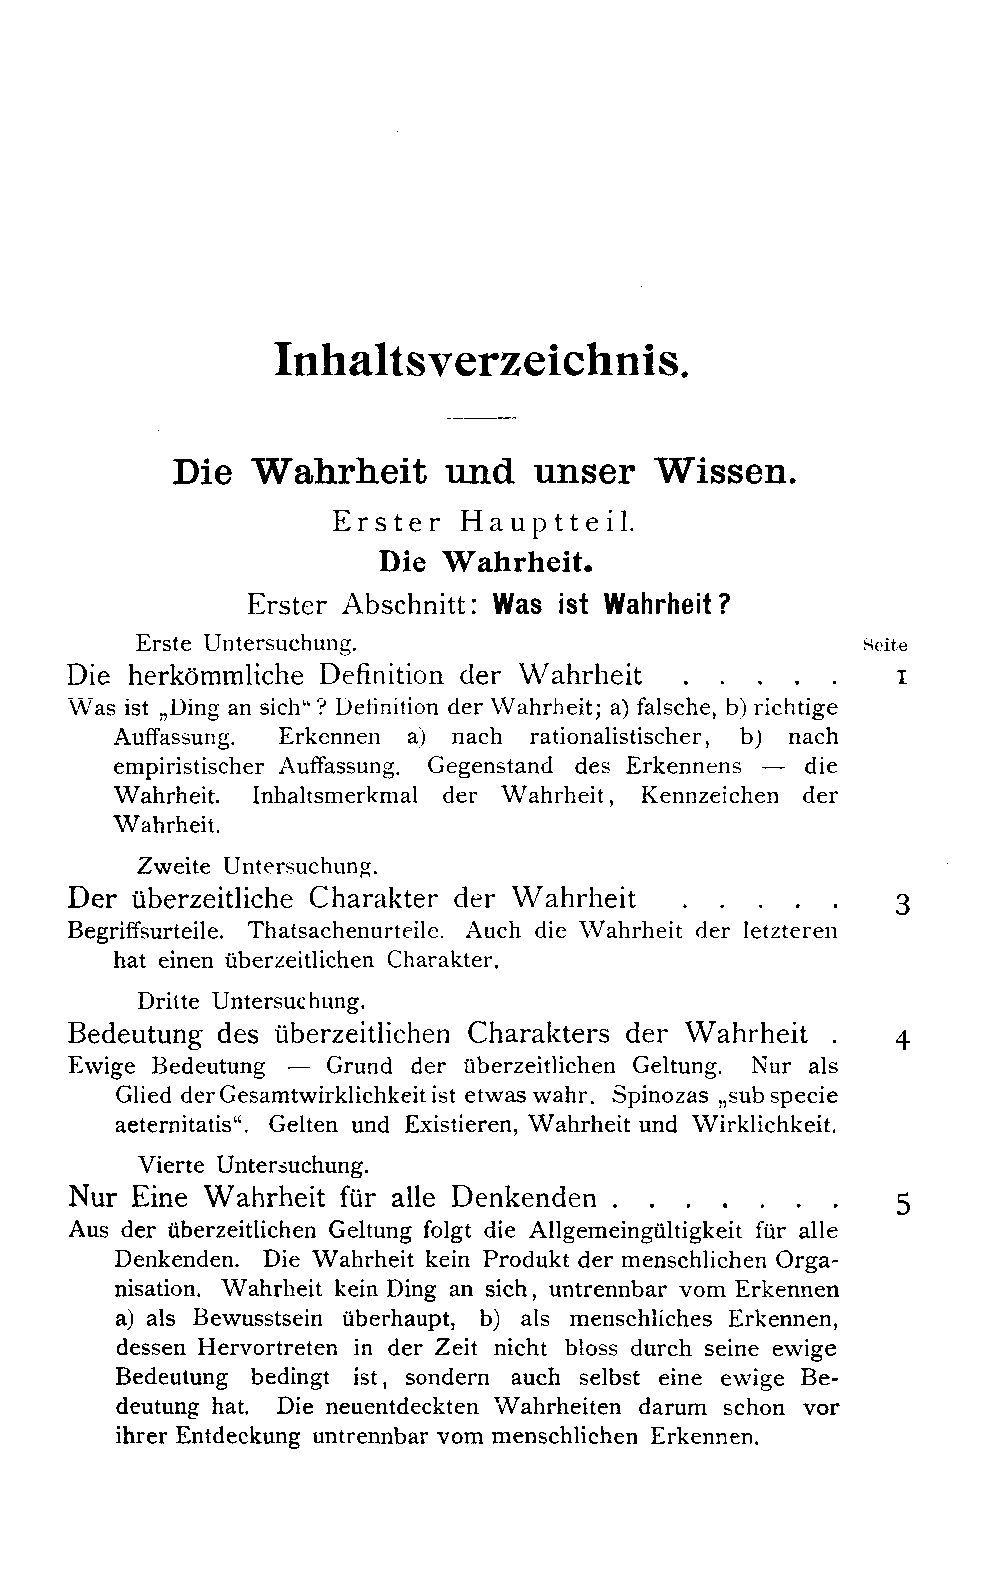 Inhaltsverzeichnis.
Die Wahrheit und unser Wissen.
Erster Hauptteil.
Die Wahrheit.
Erster Abschnitt: Was ist Wahrheit?
Erste Untersuchung. Seite
Die herkömmliche Definition der Wahrheit . . . . . 1
Was ist „Ding an sich“? Definition der Wahrheit; a) falsche, b) richtige
Auffassung. Erkennen a) nach rationalistischer, b) nach
empiristischer Auffassung. Gegenstand des Erkennens — die
Wahrheit. Inhaltsmerkmal der Wahrheit, Kennzeichen der
Wahrheit.
Zweite Untersuchung.
Der überzeitliche Charakter der Wahrheit . . . . . 3
Begriffsurteile. Thatsachenurteile. Auch die Wahrheit der letzteren
hat einen überzeitlichen Charakter.
Dritte Untersuchung.
Bedeutung des überzeitlichen Charakters der Wahrheit . 4
Ewige Bedeutung — Grund der überzeitlichen Geltung. Nur als
Glied der Gesamtwirklichkeit ist etwas wahr. Spinozas „sub specie
aeternitatis“. Gelten und Existieren, Wahrheit und Wirklichkeit.
Vierte Untersuchung.
Nur Eine Wahrheit für alle Denkenden . . . . . . . 5
Aus der überzeitlichen Geltung folgt die Allgemeingültigkeit für alle
Denkenden. Die Wahrheit kein Produkt der menschlichen Orga-
nisation. Wahrheit kein Ding an sich, untrennbar vom Erkennen
a) als Bewusstsein überhaupt, b) als menschliches Erkennen,
dessen Hervortreten in der Zeit nicht bloss durch seine ewige
Bedeutung bedingt ist, sondern auch selbst eine ewige Be-
deutung hat. Die neuentdeckten Wahrheiten darum schon vor
ihrer Entdeckung untrennbar vom menschlichen Erkennen.